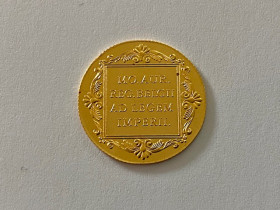 MO.AUR.
REG.BELGII
AD LEGEM
IMPERII.